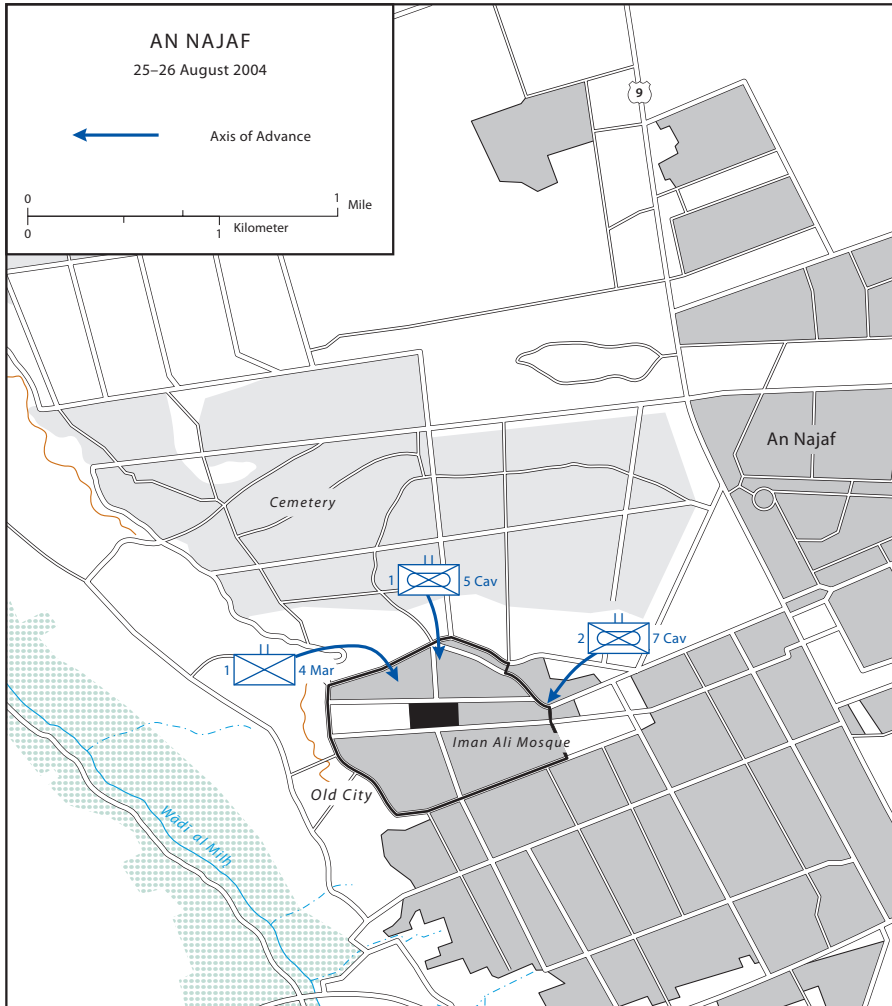 AN NAJAF
25–26 August 2004
Axis of Advance
0 1
Mile
Kilometer
0 1
9
An Najaf
Cemetery
1 5 Cav
2 7 Cav
1 4 Mar
Iman Ali Mosque
Old City
Wadi al Milh